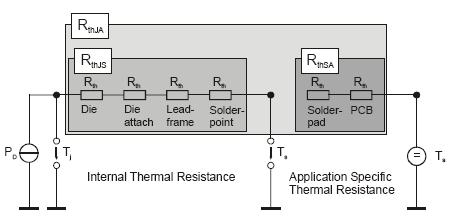 RthJA
RthJS
RthSA
Rth Rth Rth Rth Rth Rth
Die Die attach Lead-frame Solder-point Solder-pad PCB
PD
Tj
Ts
=
Ta
Internal Thermal Resistance
Application Specific
Thermal Resistance